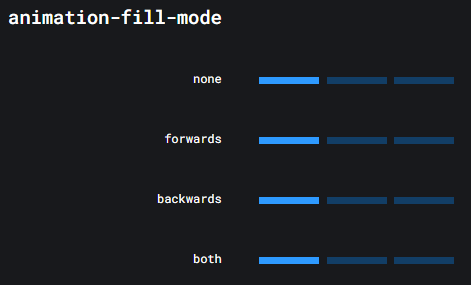 animation-fill-mode
none
forwards
backwards
both